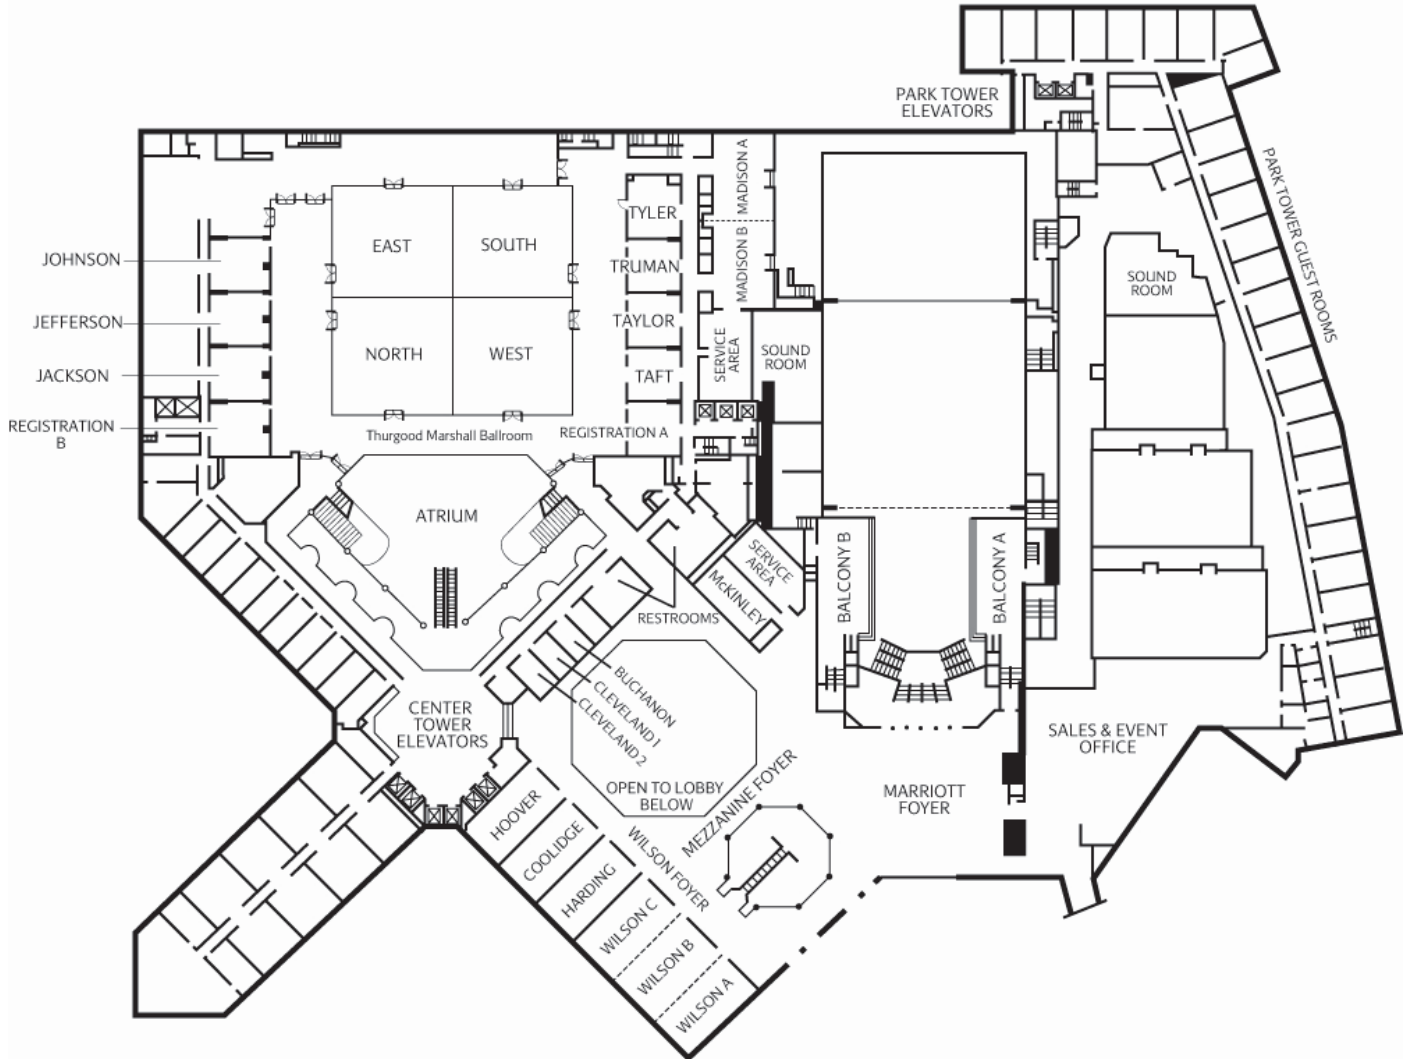 PARK TOWER
ELEVATORS
PARK TOWER GUEST ROOMS
MADISON A
MADISON B
TYLER
TRUMAN
TAYLOR
TAFT
EAST
SOUTH
NORTH
WEST
JOHNSON
JEFFERSON
JACKSON
REGISTRATION
B
SERVICE
AREA
SOUND
ROOM
SOUND
ROOM
Thurgood Marshall Ballroom
REGISTRATION A
ATRIUM
SERVICE
AREA
McKINLEY
RESTROOMS
BALCONY B
BALCONY A
BUCHANON
CLEVELAND 1
CLEVELAND 2
CENTER
TOWER
ELEVATORS
OPEN TO LOBBY
BELOW
MEZZANINE FOYER
WILSON FOYER
MARRIOTT
FOYER
SALES & EVENT
OFFICE
HOOVER
COOLIDGE
HARDING
WILSON C
WILSON B
WILSON A